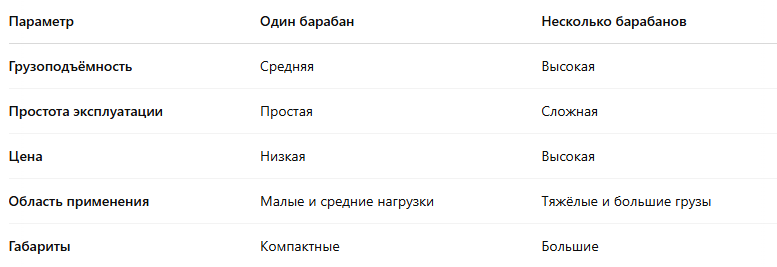 Параметр Один барабан Несколько барабанов
Грузоподъёмность Средняя Высокая
Простота эксплуатации Простая Сложная
Цена Низкая Высокая
Область применения Малые и средние нагрузки Тяжёлые и большие грузы
Габариты Компактные Большие